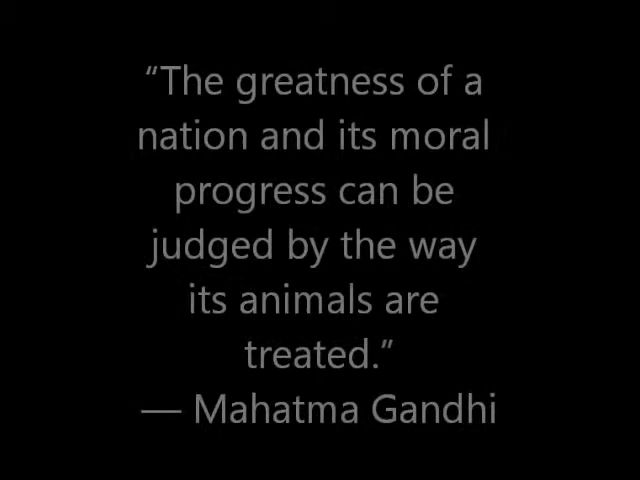 “The greatness of a
nation and its moral
progress can be
judged by the way
its animals are
treated.”
— Mahatma Gandhi